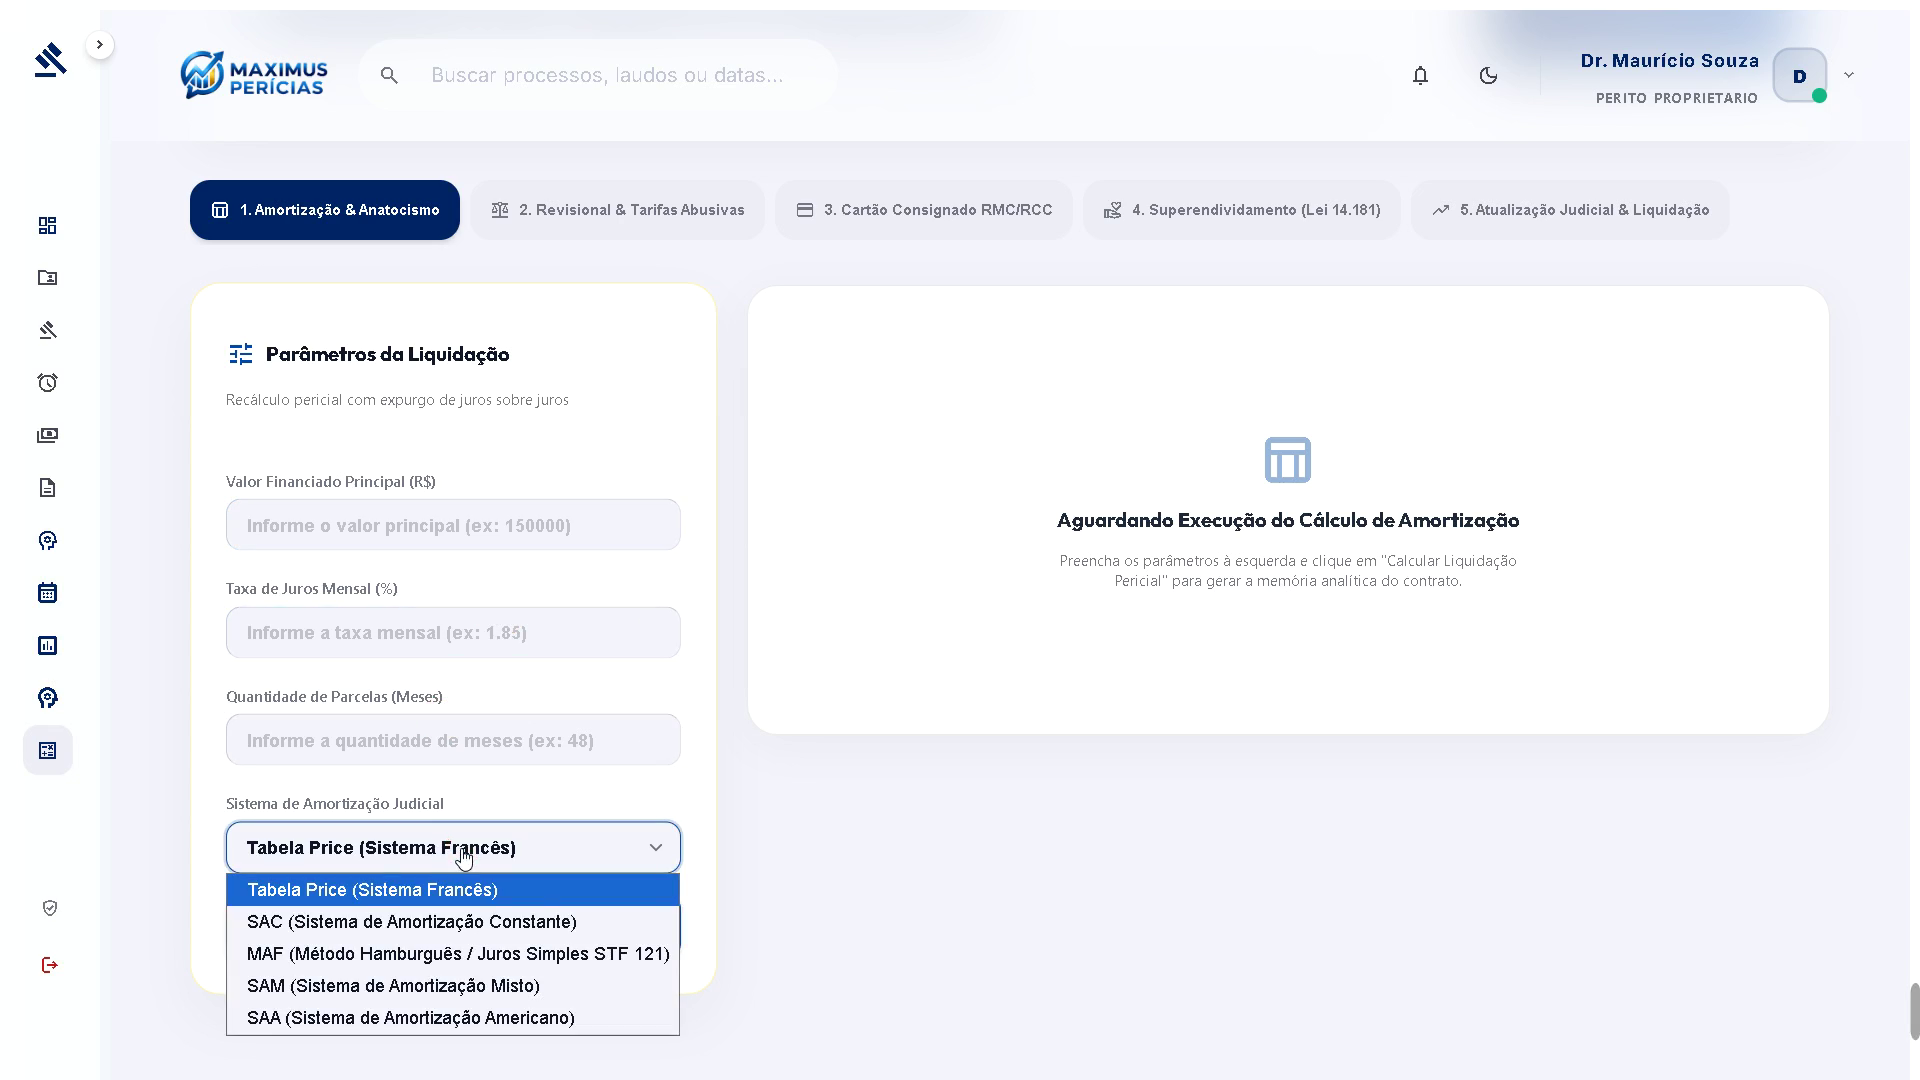 MAXIMUS
PERÍCIAS
Buscar processos, laudos ou datas...
Dr. Maurício Souza
PERITO PROPRIETARIO
D
1. Amortização & Anatocismo
2. Revisional & Tarifas Abusivas
3. Cartão Consignado RMC/RCC
4. Superendividamento (Lei 14.181)
5. Atualização Judicial & Liquidação
Parâmetros da Liquidação
Recálculo pericial com expurgo de juros sobre juros
Valor Financiado Principal (R$)
Informe o valor principal (ex: 150000)
Taxa de Juros Mensal (%)
Informe a taxa mensal (ex: 1.85)
Quantidade de Parcelas (Meses)
Informe a quantidade de meses (ex: 48)
Sistema de Amortização Judicial
Tabela Price (Sistema Francês)
Tabela Price (Sistema Francês)
SAC (Sistema de Amortização Constante)
MAF (Método Hamburguês / Juros Simples STF 121)
SAM (Sistema de Amortização Misto)
SAA (Sistema de Amortização Americano)
Aguardando Execução do Cálculo de Amortização
Preencha os parâmetros à esquerda e clique em "Calcular Liquidação
Pericial" para gerar a memória analítica do contrato.